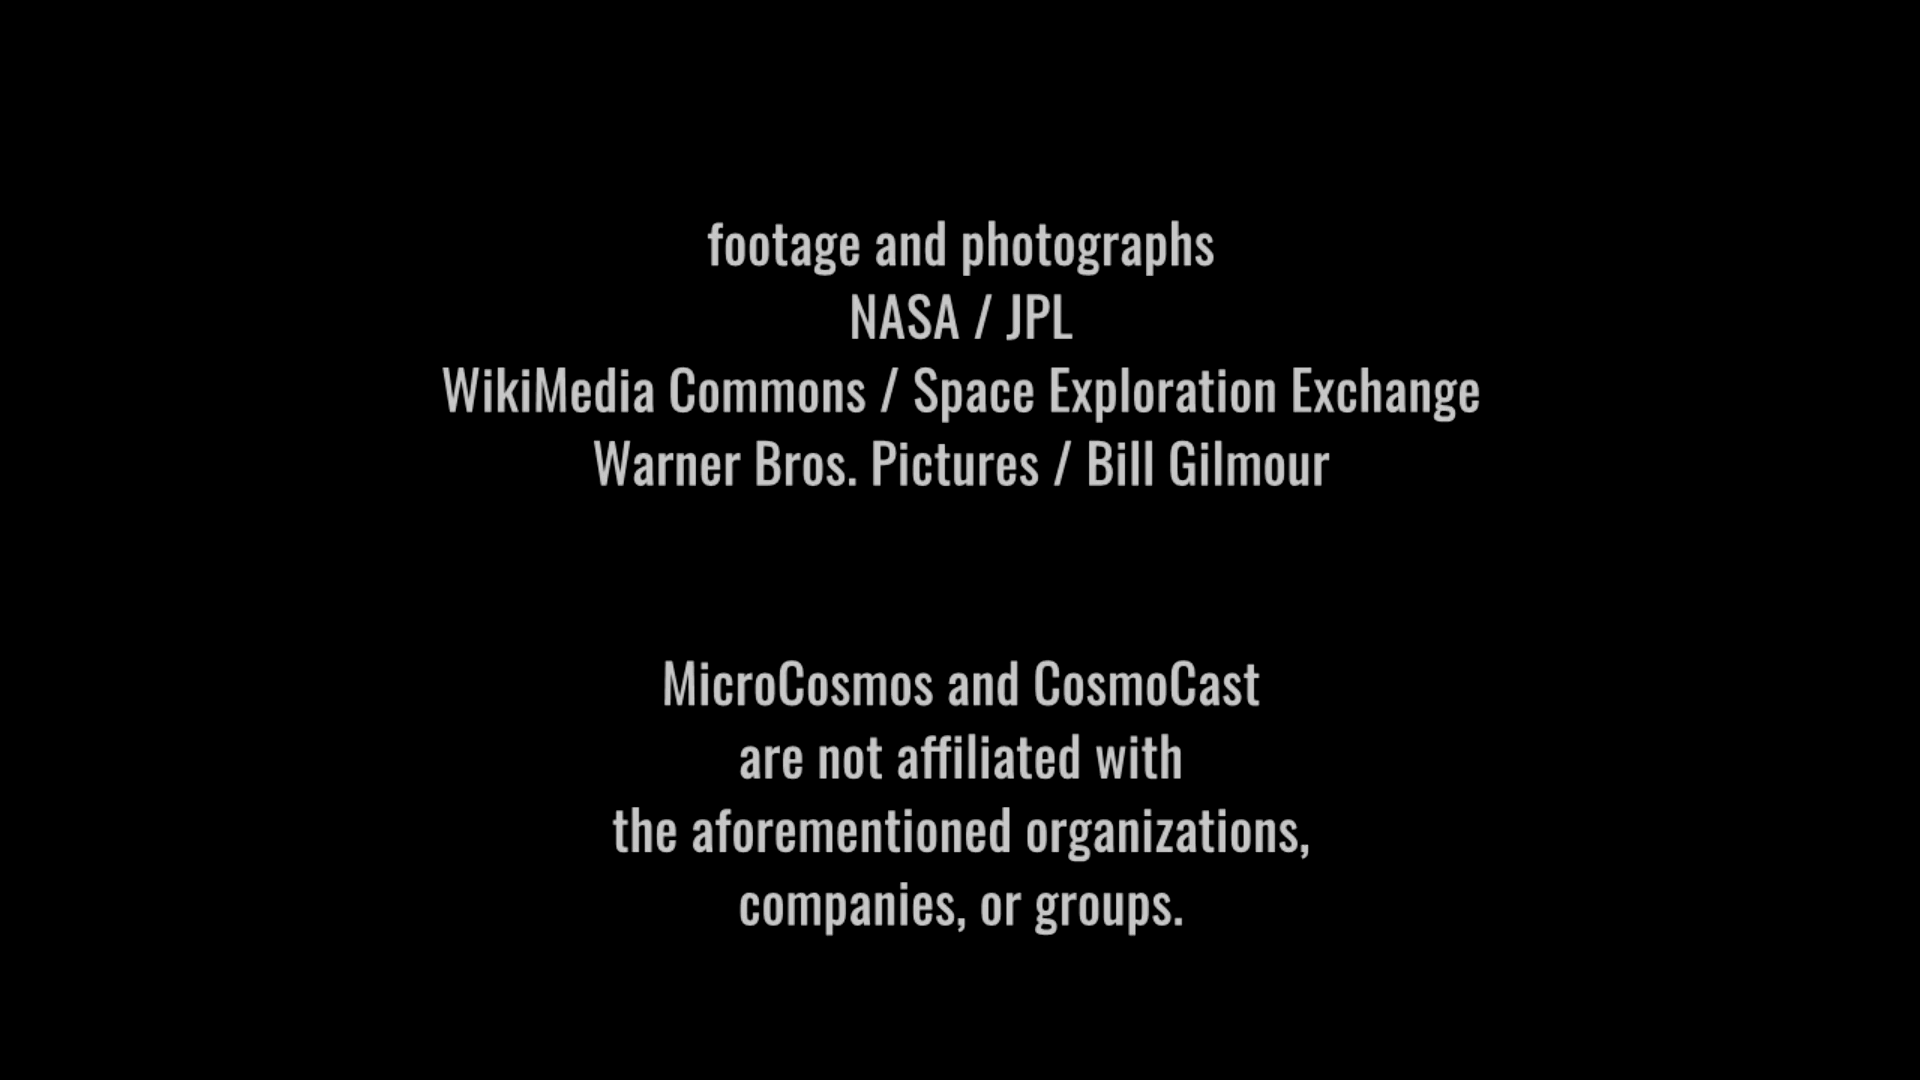 footage and photographs
NASA / JPL
WikiMedia Commons / Space Exploration Exchange
Warner Bros. Pictures / Bill Gilmour
MicroCosmos and CosmoCast
are not affiliated with
the aforementioned organizations,
companies, or groups.